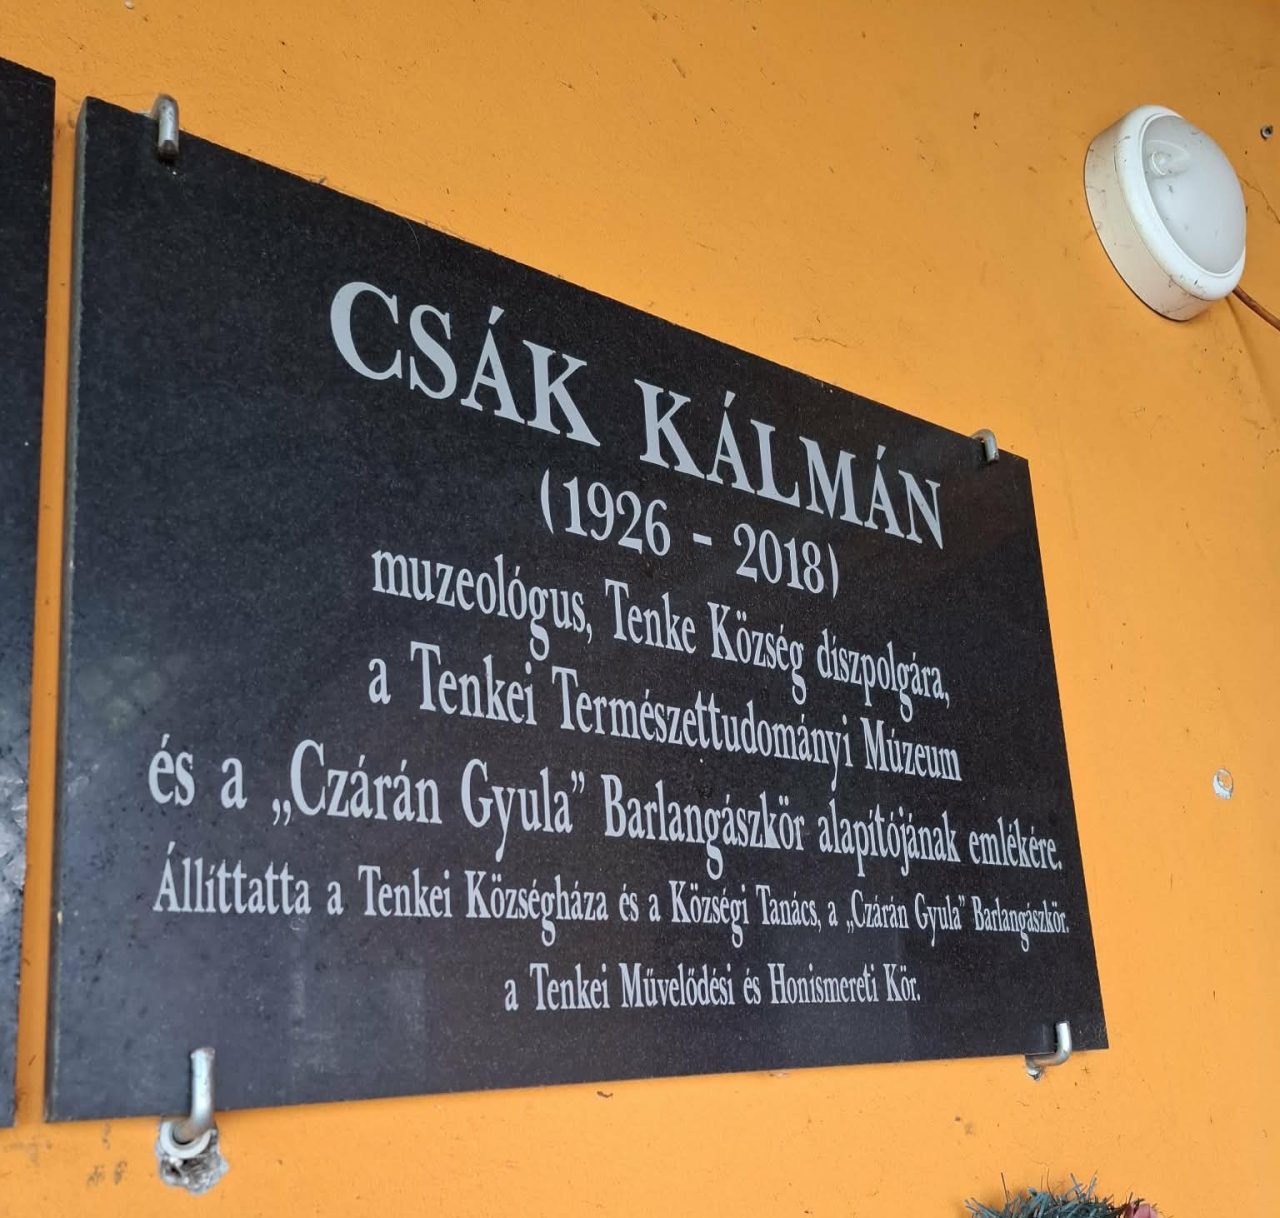 CSÁK KÁLMÁN
(1926 - 2018)
muzeológus, Tenke Község díszpolgára,
a Tenkei Természettudományi Múzeum
és a „Czárán Gyula” Barlangászkör alapítójának emlékére.
Állíttatta a Tenkei Községháza és a Községi Tanács, a „Czárán Gyula” Barlangászkör.
a Tenkei Művelődési és Honismereti Kör.